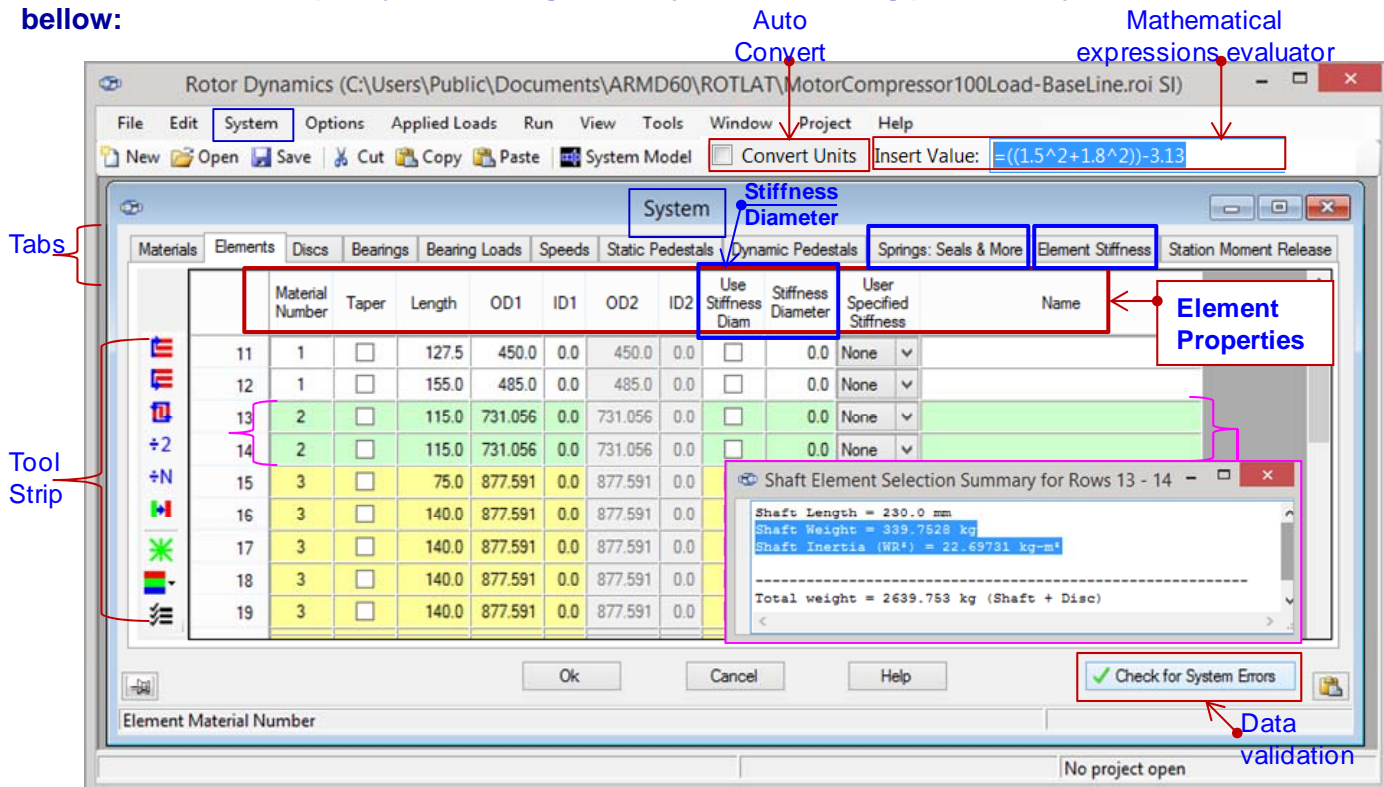 bellow:
Auto
Convert
Mathematical
expressions evaluator
Rotor Dynamics (C:\Users\Public\Documents\ARMD60\ROTLAT\MotorCompressor100Load-BaseLine.roi SI)
File Edit System Options Applied Loads Run View Tools Window Project Help
New Open Save Cut Copy Paste System Model Convert Units Insert Value: =((1.5^2+1.8^2))-3.13
System
Stiffness
Diameter
Tabs
Materials Elements Discs Bearings Bearing Loads Speeds Static Pedestals Dynamic Pedestals Springs: Seals & More Element Stiffness Station Moment Release
Material Number Taper Length OD1 ID1 OD2 ID2 Use Stiffness Diam Stiffness Diameter User Specified Stiffness Name
Element
Properties
11 1 127.5 450.0 0.0 450.0 0.0 0.0 None
12 1 155.0 485.0 0.0 485.0 0.0 0.0 None
13 2 115.0 731.056 0.0 731.056 0.0 0.0 None
÷2 14 2 115.0 731.056 0.0 731.056 0.0 0.0 None
÷N 15 3 75.0 877.591 0.0 877.591 0.0
16 3 140.0 877.591 0.0 877.591 0.0
17 3 140.0 877.591 0.0 877.591 0.0
18 3 140.0 877.591 0.0 877.591 0.0
19 3 140.0 877.591 0.0 877.591 0.0
Tool
Strip
Shaft Element Selection Summary for Rows 13 - 14
Shaft Length = 230.0 mm
Shaft Weight = 339.7528 kg
Shaft Inertia (WR²) = 22.69731 kg-m²
Total weight = 2639.753 kg (Shaft + Disc)
Ok Cancel Help Check for System Errors
Element Material Number
Data
validation
No project open